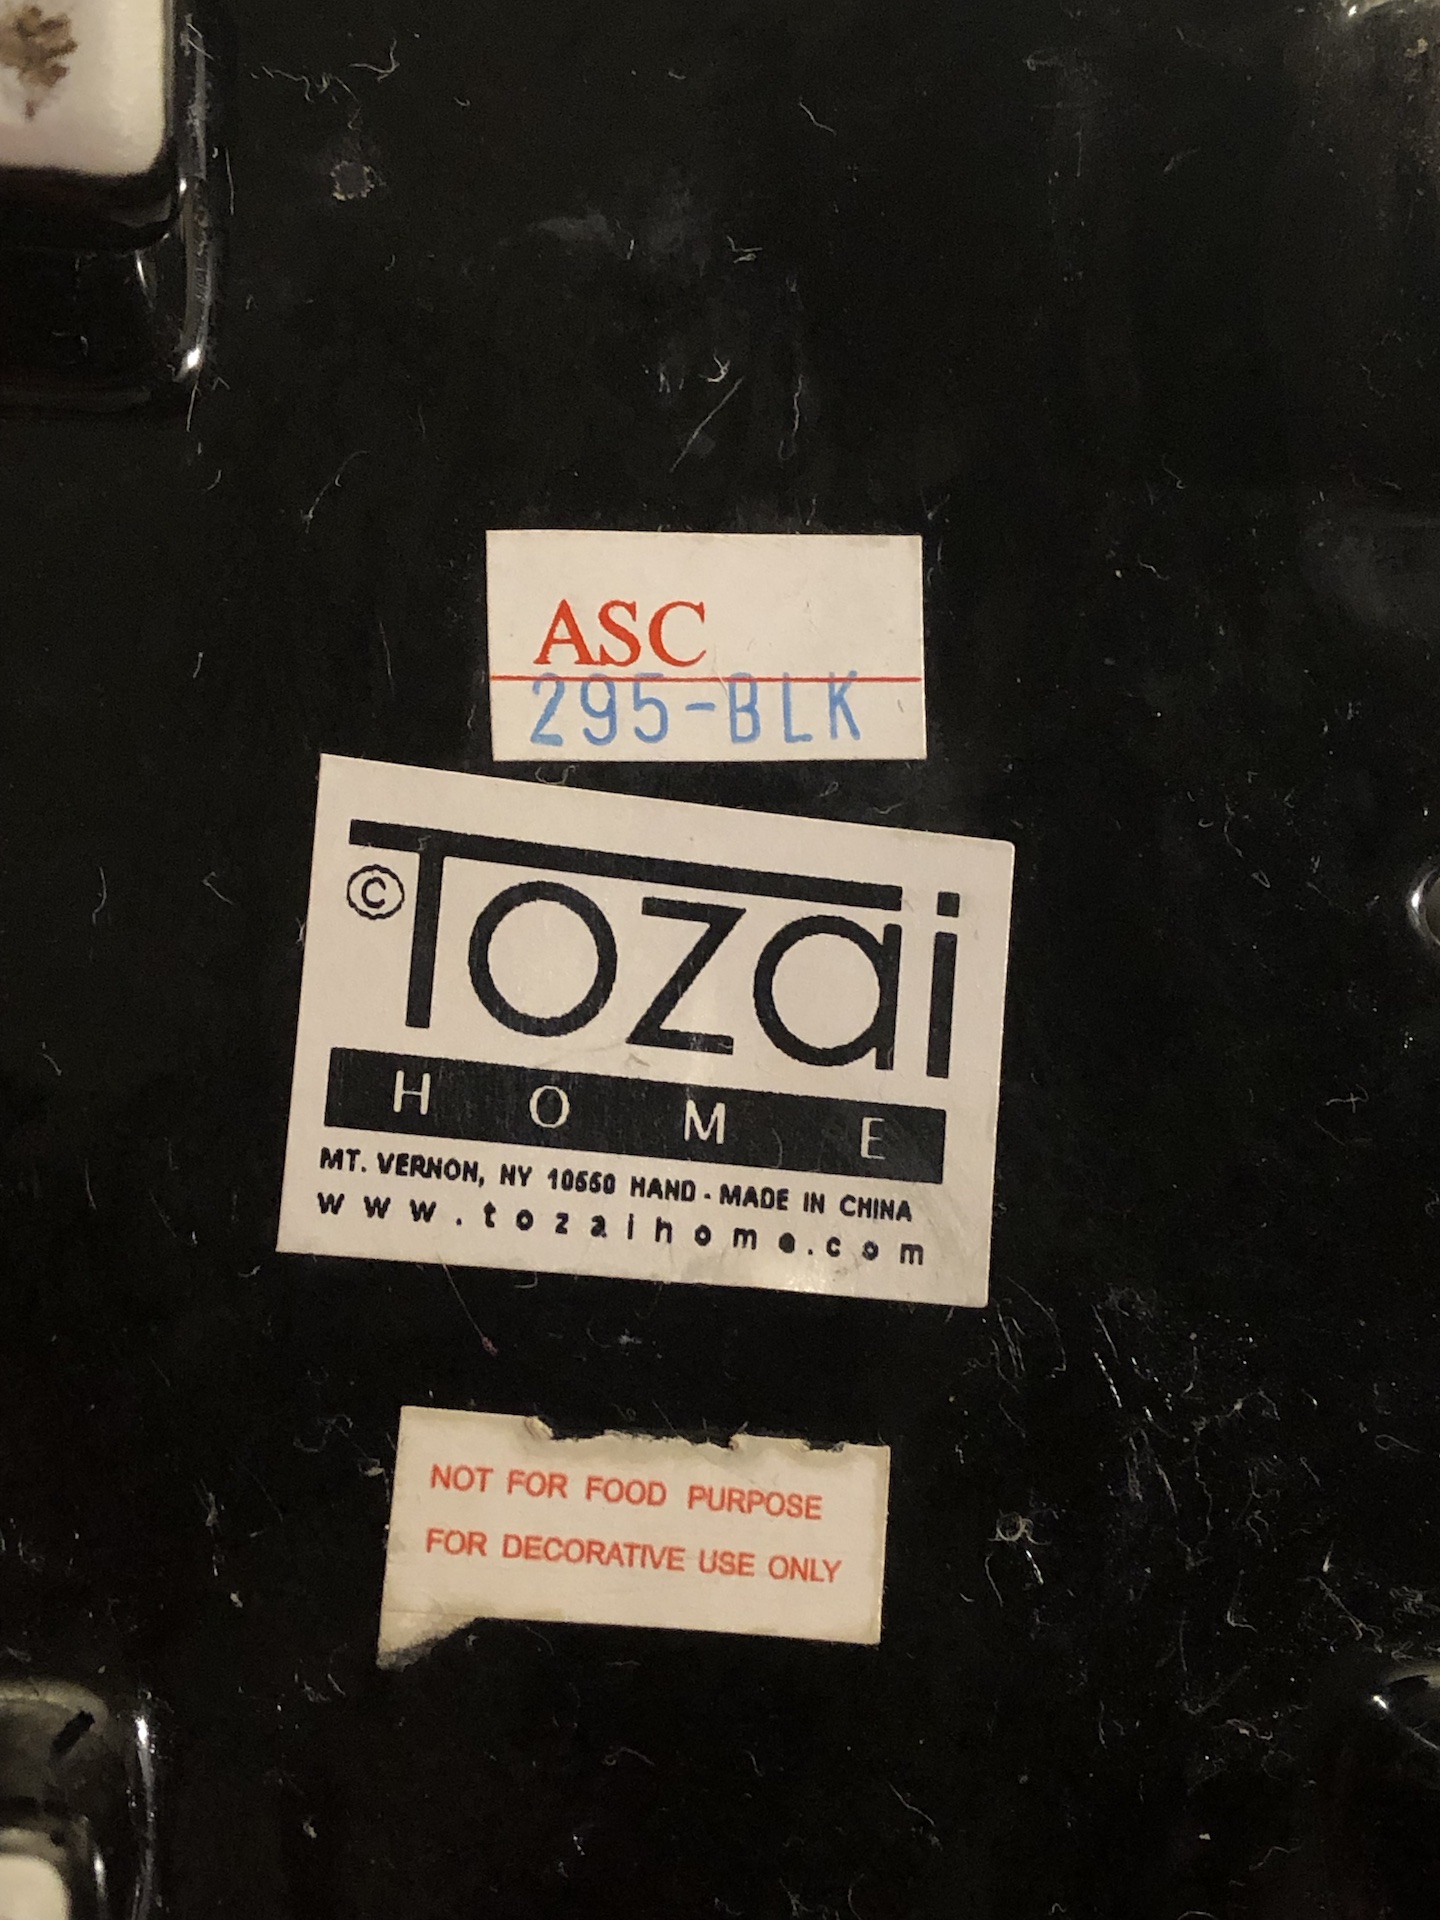 ASC
295-BLK
©Tozai
HOME
MT. VERNON, NY 10550 HAND-MADE IN CHINA
www.tozaihome.com
NOT FOR FOOD PURPOSE
FOR DECORATIVE USE ONLY